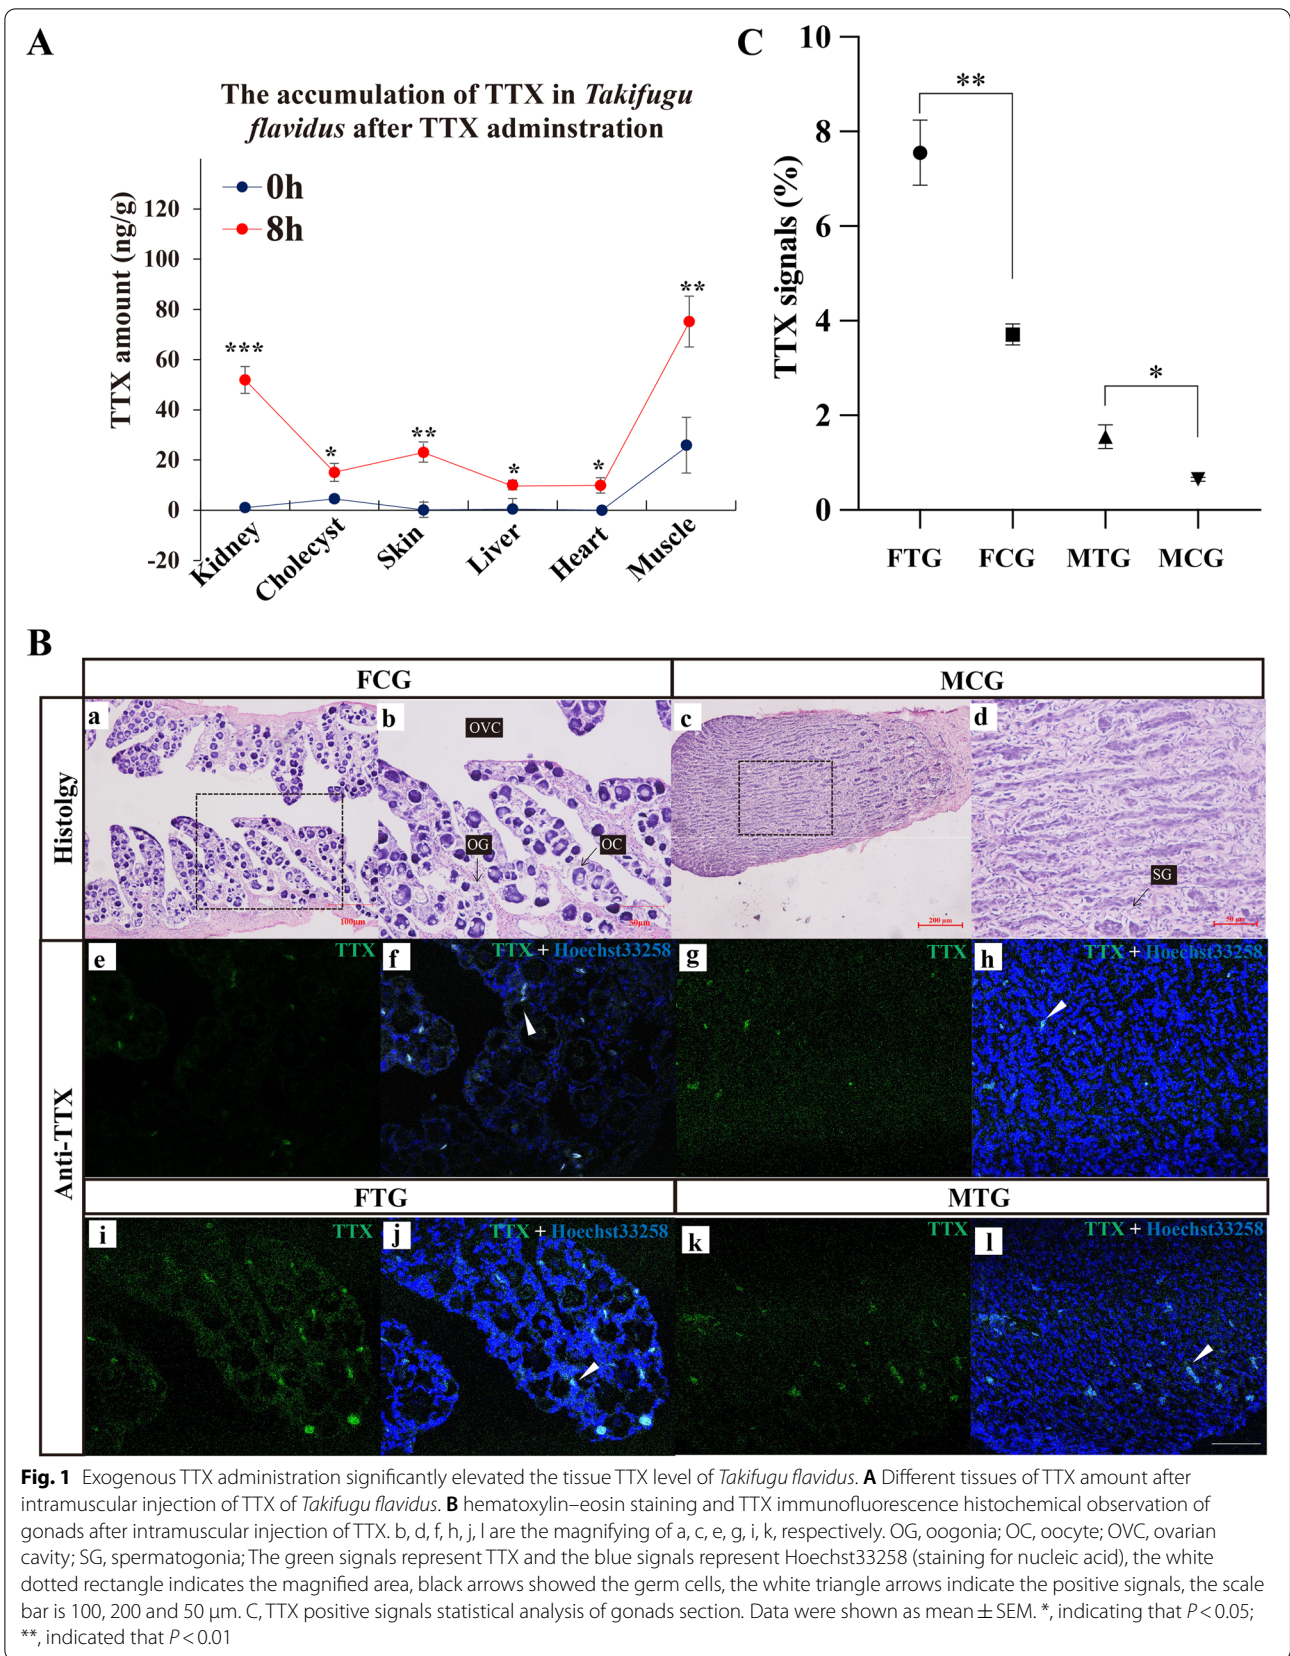 A
The accumulation of TTX in Takifugu
flavidus after TTX adminstration
0h
8h
TTX amount (ng/g)
120
100
80
60
40
20
0
-20
***
*
**
*
*
**
Kidney
Cholecyst
Skin
Liver
Heart
Muscle
C
TTX signals (%)
10
8
6
4
2
0
**
*
FTG FCG MTG MCG
B
FCG MCG
Histolgy
a b c d
OVC
OG OC
SG
100μm 50μm 200 μm 50 μm
Anti-TTX
e TTX f TTX + Hoechst33258 g TTX h TTX + Hoechst33258
FTG MTG
i TTX j TTX + Hoechst33258 k TTX l TTX + Hoechst33258
Fig. 1 Exogenous TTX administration significantly elevated the tissue TTX level of Takifugu flavidus. A Different tissues of TTX amount after
intramuscular injection of TTX of Takifugu flavidus. B hematoxylin–eosin staining and TTX immunofluorescence histochemical observation of
gonads after intramuscular injection of TTX. b, d, f, h, j, l are the magnifying of a, c, e, g, i, k, respectively. OG, oogonia; OC, oocyte; OVC, ovarian
cavity; SG, spermatogonia; The green signals represent TTX and the blue signals represent Hoechst33258 (staining for nucleic acid), the white
dotted rectangle indicates the magnified area, black arrows showed the germ cells, the white triangle arrows indicate the positive signals, the scale
bar is 100, 200 and 50 μm. C, TTX positive signals statistical analysis of gonads section. Data were shown as mean ± SEM. *, indicating that P < 0.05;
**, indicated that P < 0.01